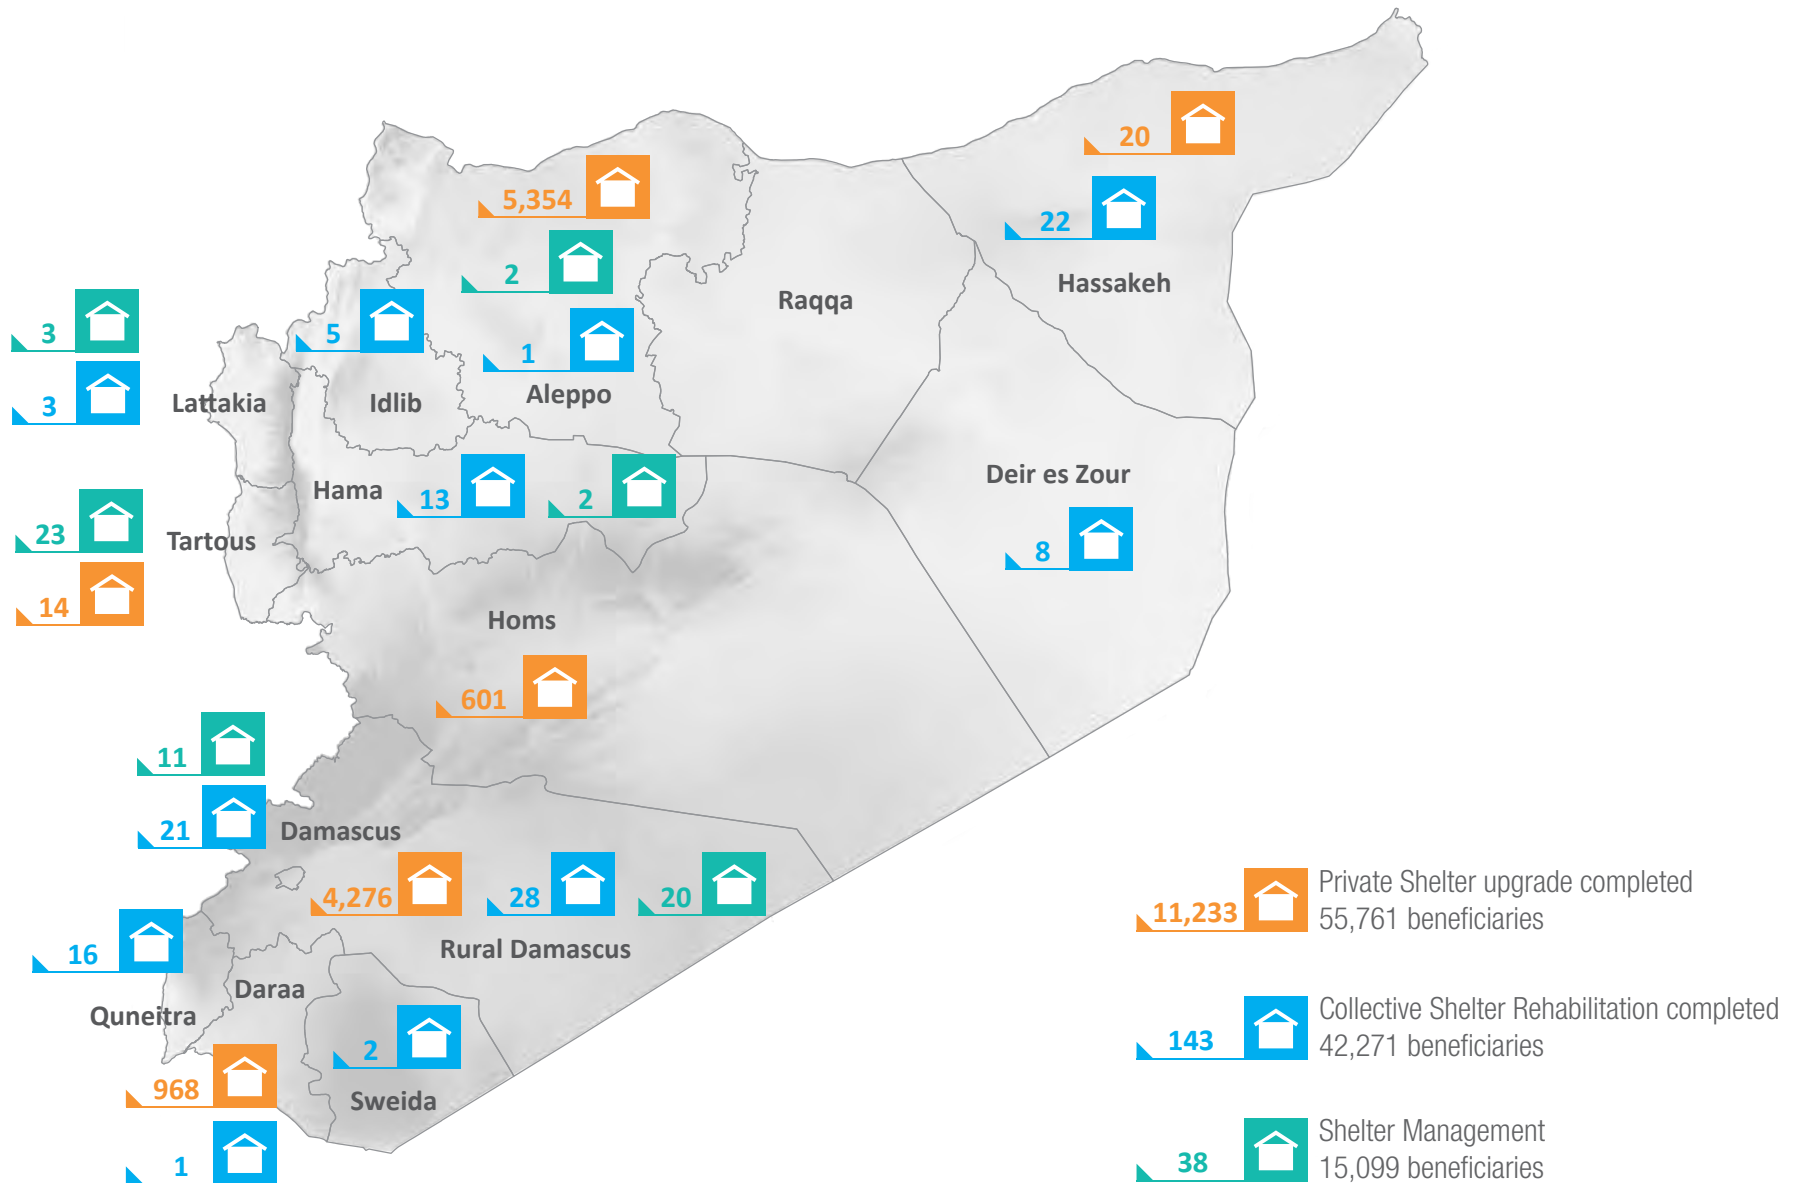 20
5,354
22
2
Hassakeh
Raqqa
3
5
1
3
Lattakia
Idlib
Aleppo
Hama
13
2
Deir es Zour
23
Tartous
8
14
Homs
601
11
21
Damascus
4,276
28
20
Rural Damascus
16
Daraa
Quneitra
2
968
Sweida
1
11,233
Private Shelter upgrade completed
55,761 beneficiaries
143
Collective Shelter Rehabilitation completed
42,271 beneficiaries
38
Shelter Management
15,099 beneficiaries